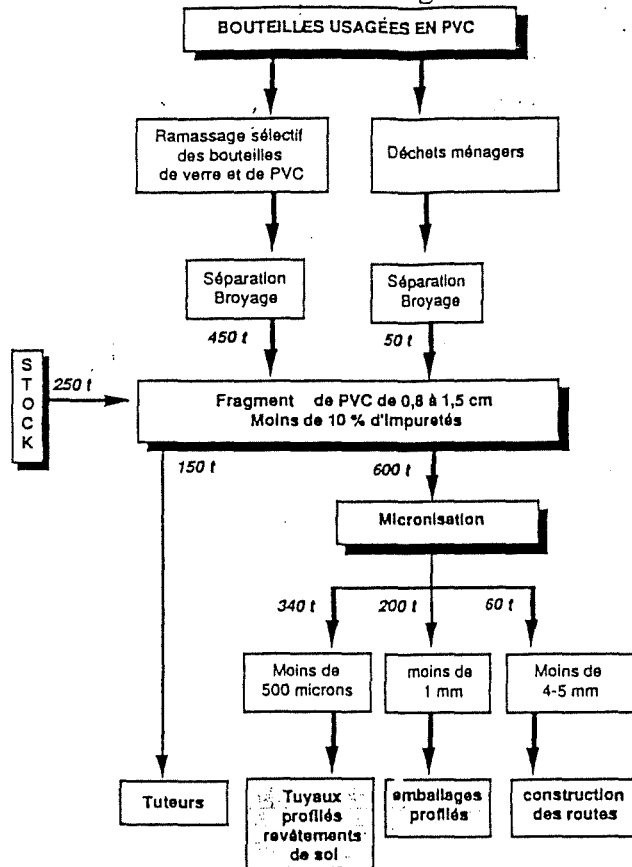 BOUTEILLES USAGÉES EN PVC
Ramassage sélectif
des bouteilles
de verre et de PVC
Déchets ménagers
Séparation
Broyage
Séparation
Broyage
450 t
50 t
STOCK
250 t
Fragment de PVC de 0,8 à 1,5 cm
Moins de 10 % d'Impuretés
150 t
600 t
Micronisation
340 t
200 t
60 t
Moins de
500 microns
moins de
1 mm
Moins de
4-5 mm
Tuteurs
Tuyaux
profilés
revêtements
de sol
emballages
profilés
construction
des routes